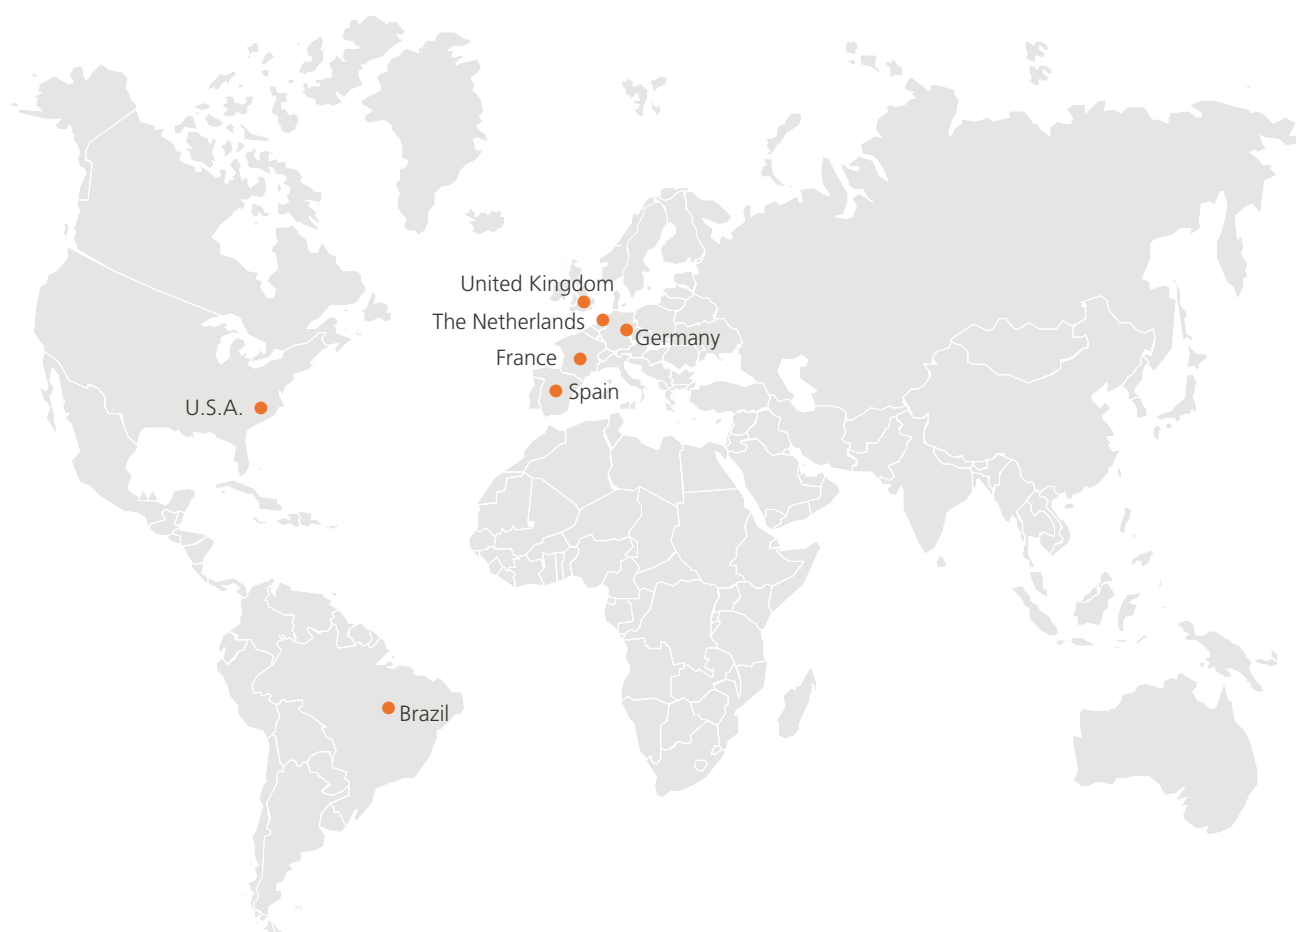 United Kingdom
The Netherlands
Germany
France
Spain
U.S.A.
Brazil